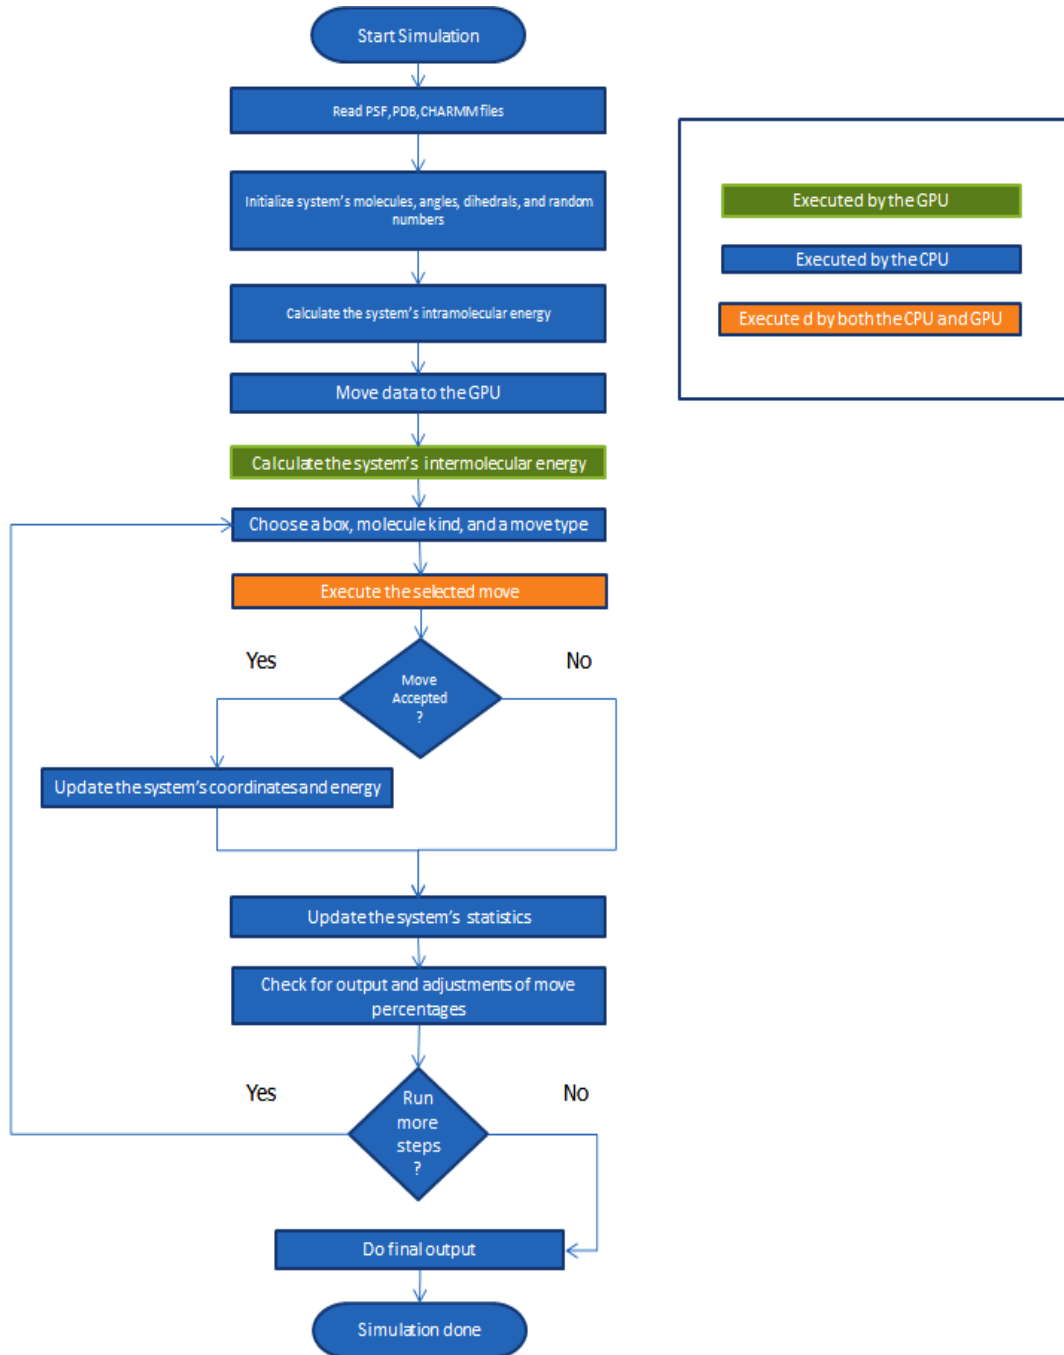 Start Simulation
Read PSF,PDB,CHARMM files
Initialize system's molecules, angles, dihedrals, and random
numbers
Calculate the system's intramolecular energy
Move data to the GPU
Calculate the system's intermolecular energy
Choose a box, molecule kind, and a move type
Execute the selected move
Yes
No
Move
Accepted
?
Update the system's coordinates and energy
Update the system's statistics
Check for output and adjustments of move
percentages
Yes
No
Run
more
steps
?
Do final output
Simulation done
Executed by the GPU
Executed by the CPU
Execute d by both the CPU and GPU